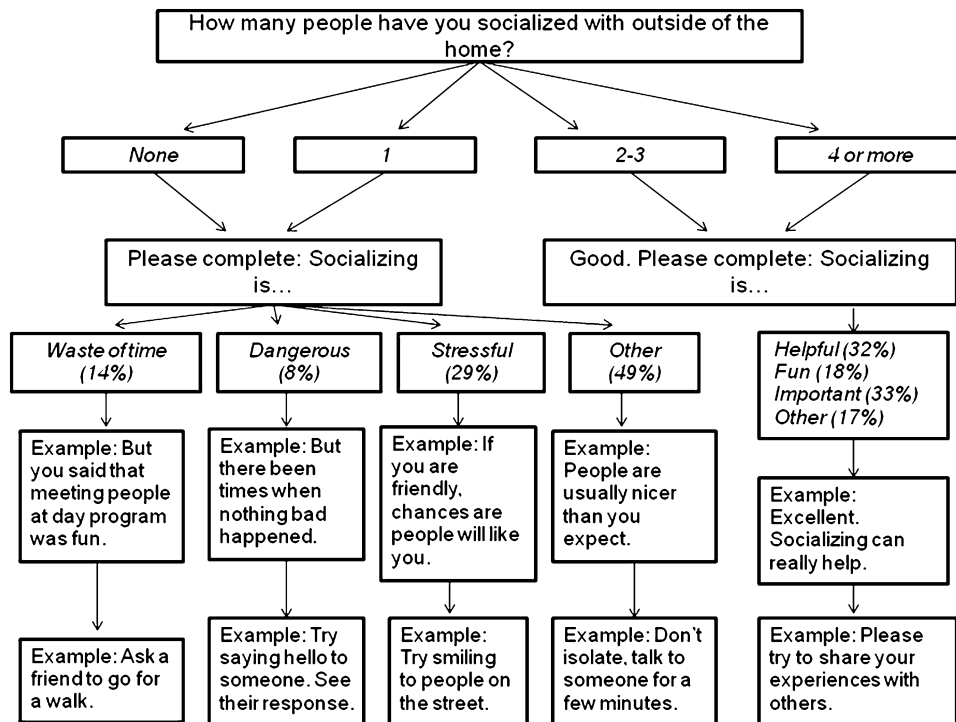 How many people have you socialized with outside of the
home?
None
1
2-3
4 or more
Please complete: Socializing
is…
Good. Please complete: Socializing
is…
Waste of time
(14%)
Dangerous
(8%)
Stressful
(29%)
Other
(49%)
Helpful (32%)
Fun (18%)
Important (33%)
Other (17%)
Example: But
you said that
meeting people
at day program
was fun.
Example: But
there been
times when
nothing bad
happened.
Example: If
you are
friendly,
chances are
people will like
you.
Example:
People are
usually nicer
than you
expect.
Example:
Excellent.
Socializing can
really help.
Example: Ask a
friend to go for
a walk.
Example: Try
saying hello to
someone. See
their response.
Example:
Try smiling
to people on
the street.
Example: Don't
isolate, talk to
someone for a
few minutes.
Example: Please
try to share your
experiences with
others.